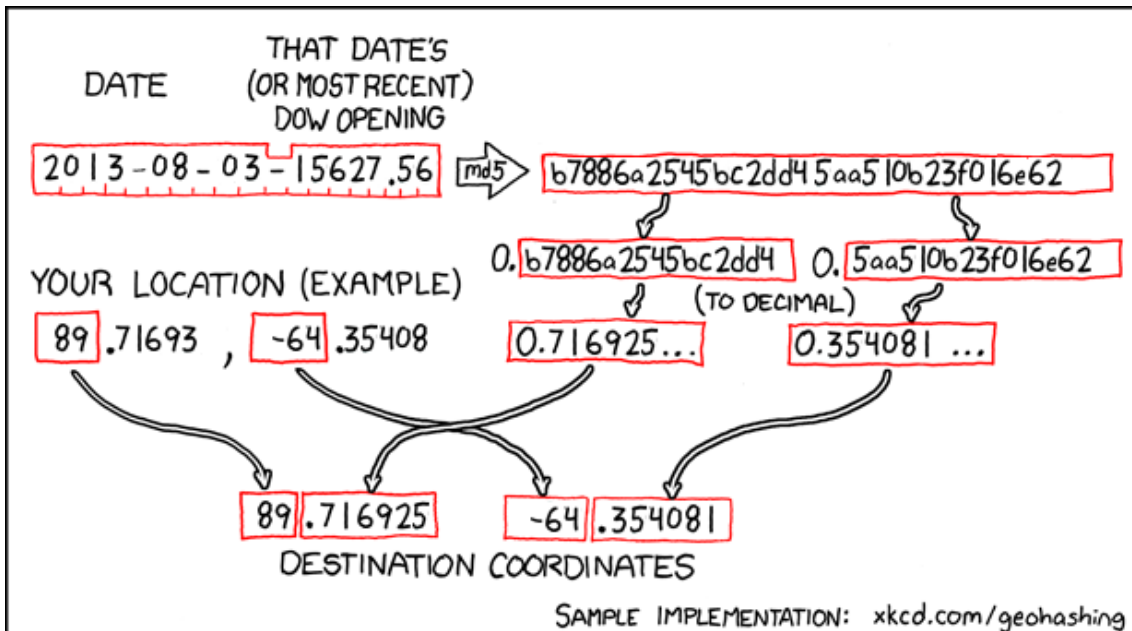 DATE
THAT DATE'S
(OR MOST RECENT)
DOW OPENING
2013-08-03-15627.56
md5
b7886a2545bc2dd45aa510b23f016e62
0.b7886a2545bc2dd4
0.5aa510b23f016e62
(TO DECIMAL)
YOUR LOCATION (EXAMPLE)
89.71693, -64.35408
0.716925...
0.354081 ...
89.716925
-64.354081
DESTINATION COORDINATES
SAMPLE IMPLEMENTATION: xkcd.com/geohashing